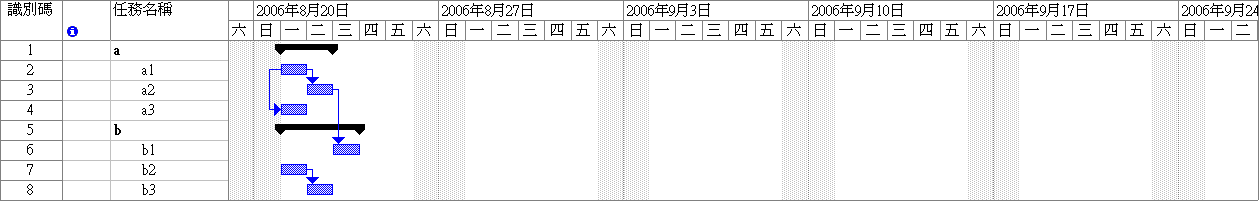 識別碼 任務名稱 2006年8月20日 2006年8月27日 2006年9月3日 2006年9月10日 2006年9月17日 2006年9月24
六 日 一 二 三 四 五 六 日 一 二 三 四 五 六 日 一 二 三 四 五 六 日 一 二 三 四 五 六 日 一 二 三 四 五 六 日 一 二
1 a
2 a1
3 a2
4 a3
5 b
6 b1
7 b2
8 b3